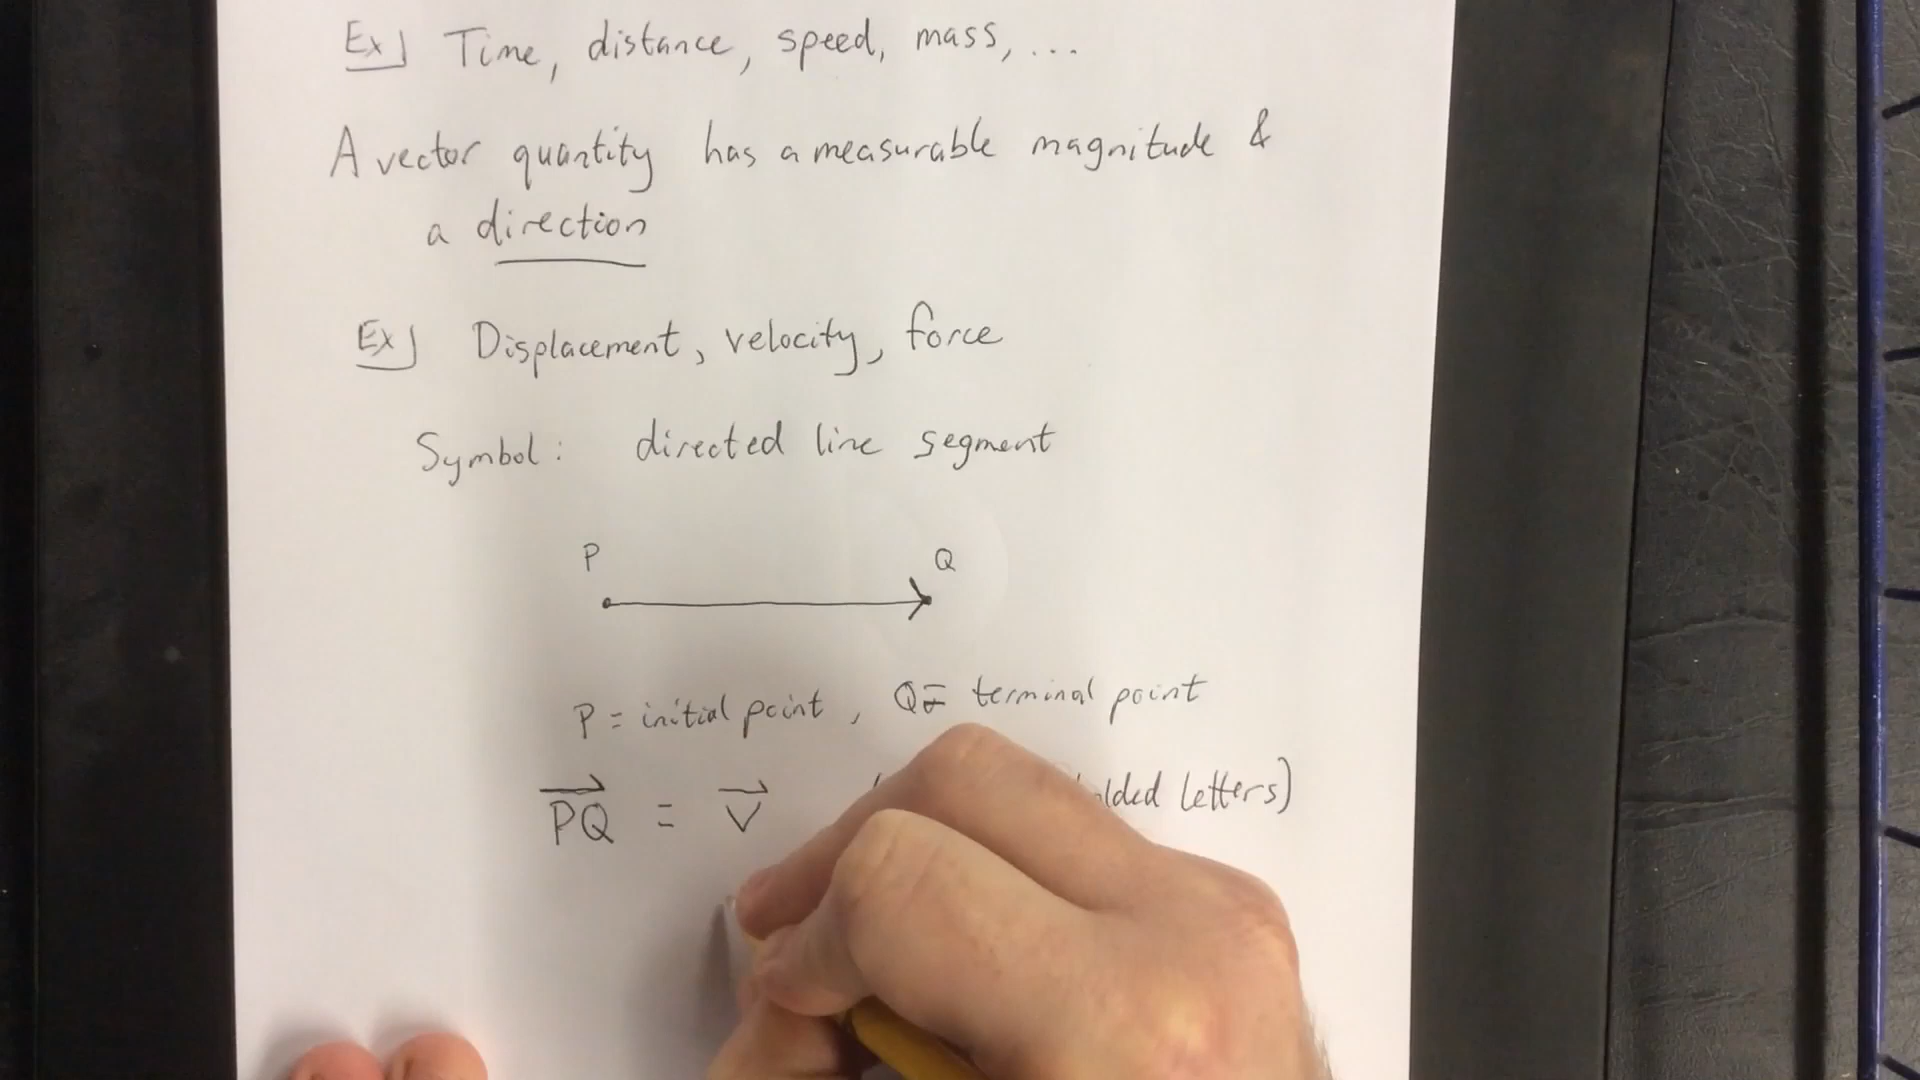 Ex] Time, distance, speed, mass, ...
A vector quantity has a measurable magnitude &
a direction
Ex] Displacement, velocity, force
Symbol: directed line segment
P Q
P = initial point, Q = terminal point
PQ⃗ = v⃗ ( letters)